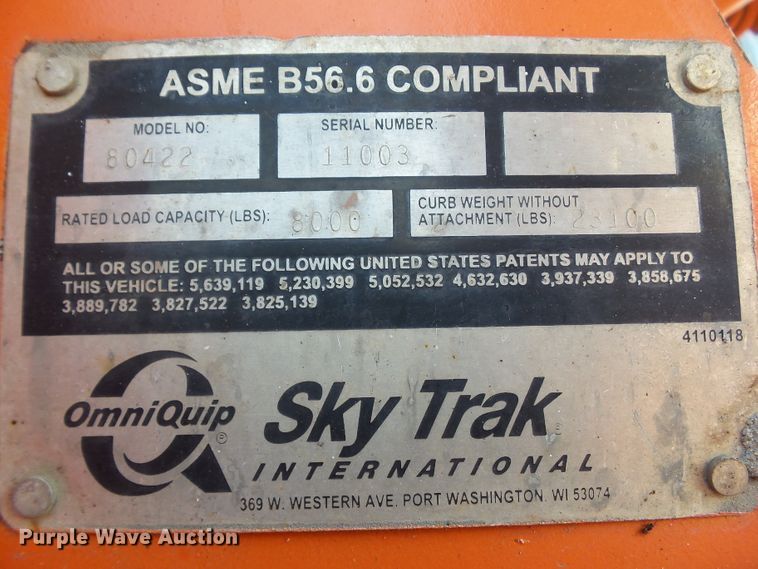 ASME B56.6 COMPLIANT
MODEL NO: SERIAL NUMBER:
80422 11003
RATED LOAD CAPACITY (LBS): 8000
CURB WEIGHT WITHOUT
ATTACHMENT (LBS): 23100
ALL OR SOME OF THE FOLLOWING UNITED STATES PATENTS MAY APPLY TO
THIS VEHICLE: 5,639,119 5,230,399 5,052,532 4,632,630 3,937,339 3,858,675
3,889,782 3,827,522 3,825,139
4110118
OmniQuip ®
Sky Trak
INTERNATIONAL
369 W. WESTERN AVE. PORT WASHINGTON, WI 53074
Purple Wave Auction